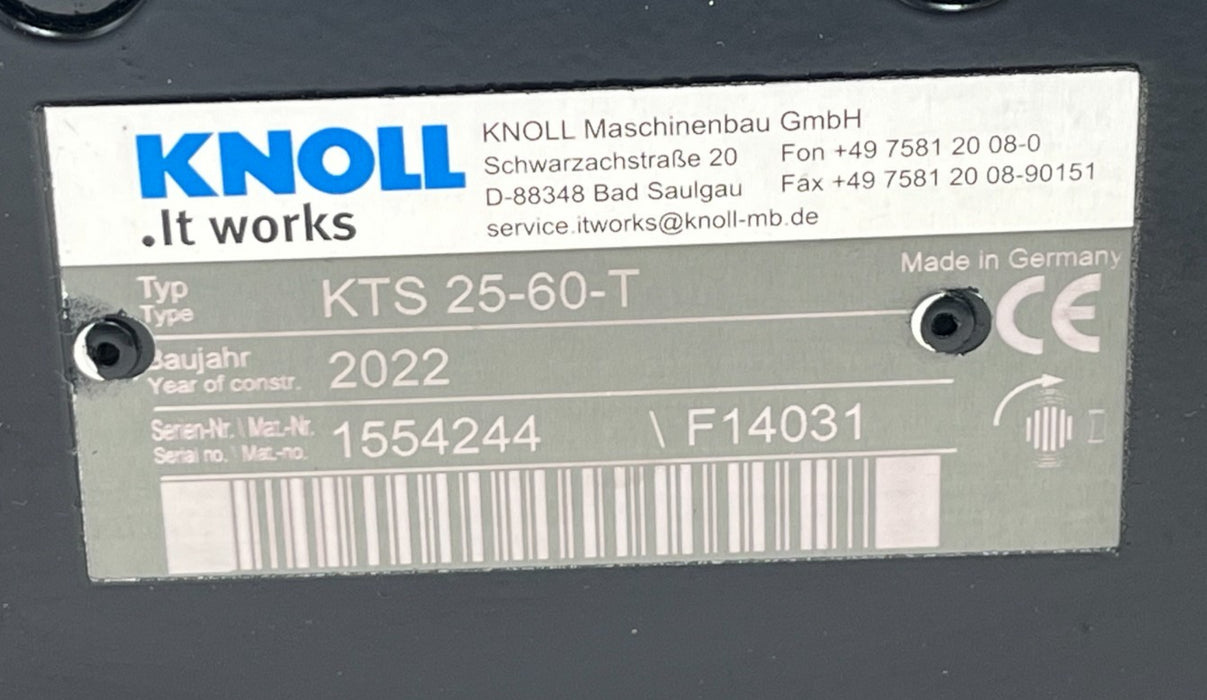 KNOLL
.It works
KNOLL Maschinenbau GmbH
Schwarzachstraße 20 Fon +49 7581 20 08-0
D-88348 Bad Saulgau Fax +49 7581 20 08-90151
service.itworks@knoll-mb.de
Made in Germany
Typ
Type KTS 25-60-T
CE
Baujahr
Year of constr. 2022
Serien-Nr. \ Mat.-Nr.
Serial no. \ Mat.-no. 1554244 \ F14031